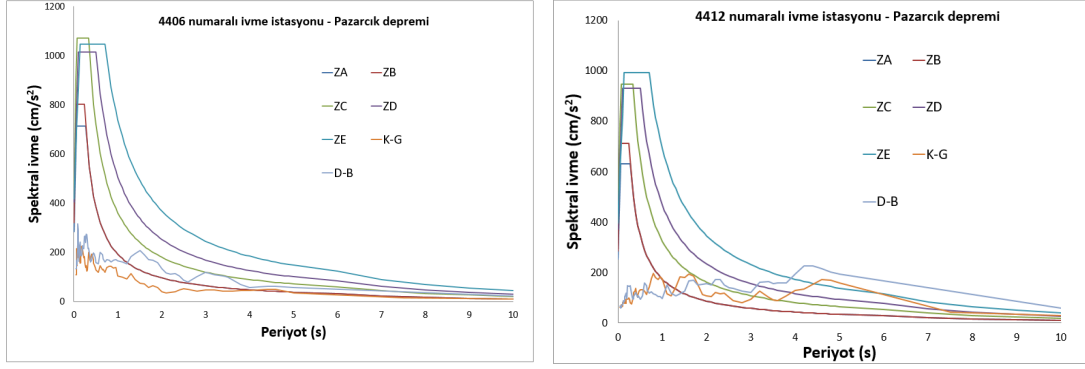 4406 numaralı ivme istasyonu - Pazarcık depremi
1200
1000
800
600
400
200
0
Spektral ivme (cm/s²)
ZA ZB
ZC ZD
ZE K-G
D-B
0 1 2 3 4 5 6 7 8 9 10
Periyot (s)
4412 numaralı ivme istasyonu - Pazarcık depremi
1200
1000
800
600
400
200
0
Spektral ivme (cm/s²)
ZA ZB
ZC ZD
ZE K-G
D-B
0 1 2 3 4 5 6 7 8 9 10
Periyot (s)